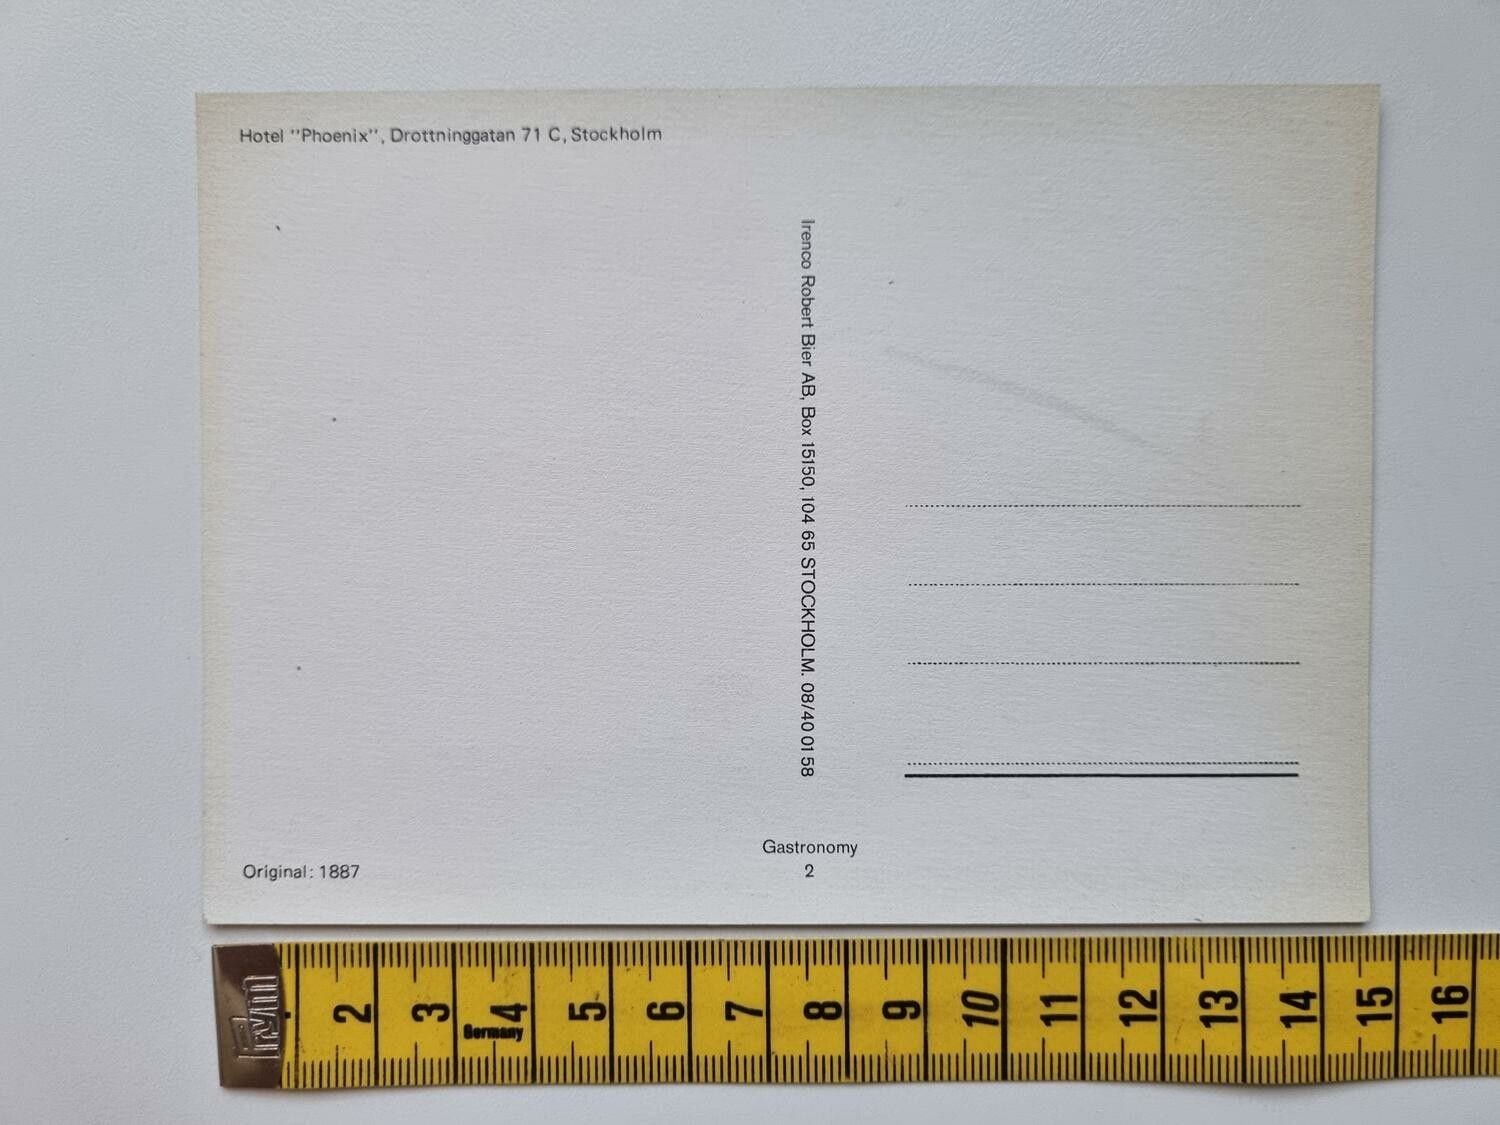 Hotel "Phoenix", Drottninggatan 71 C, Stockholm
Irenco Robert Bier AB, Box 15150, 104 65 STOCKHOLM. 08/40 01 58
Gastronomy
2
Original: 1887
Prym
2 3 4 5 6 7 8 9 10 11 12 13 14 15 16
Germany